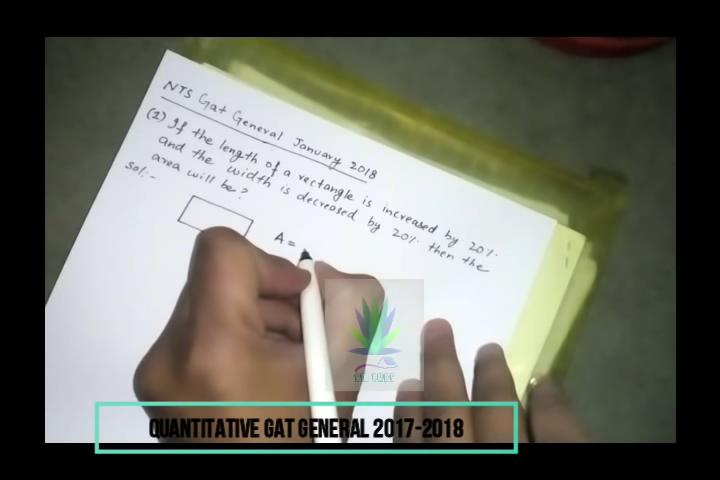 NTS Gat General January 2018
(2) If the length of a rectangle is increased by 20%.
and the width is decreased by 20%. then the
area will be?
Sol:-
A =
QUANTITATIVE GAT GENERAL 2017-2018